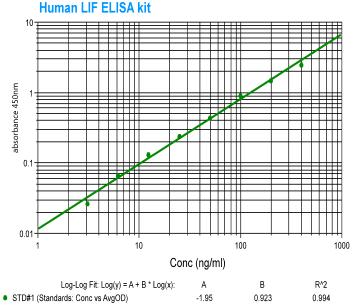 Human LIF ELISA kit
absorbance 450nm
10
1
0.1
0.01
1
10
100
1000
Conc (ng/ml)
Log-Log Fit: Log(y) = A + B * Log(x): A B R^2
STD#1 (Standards: Conc vs AvgOD) -1.95 0.923 0.994